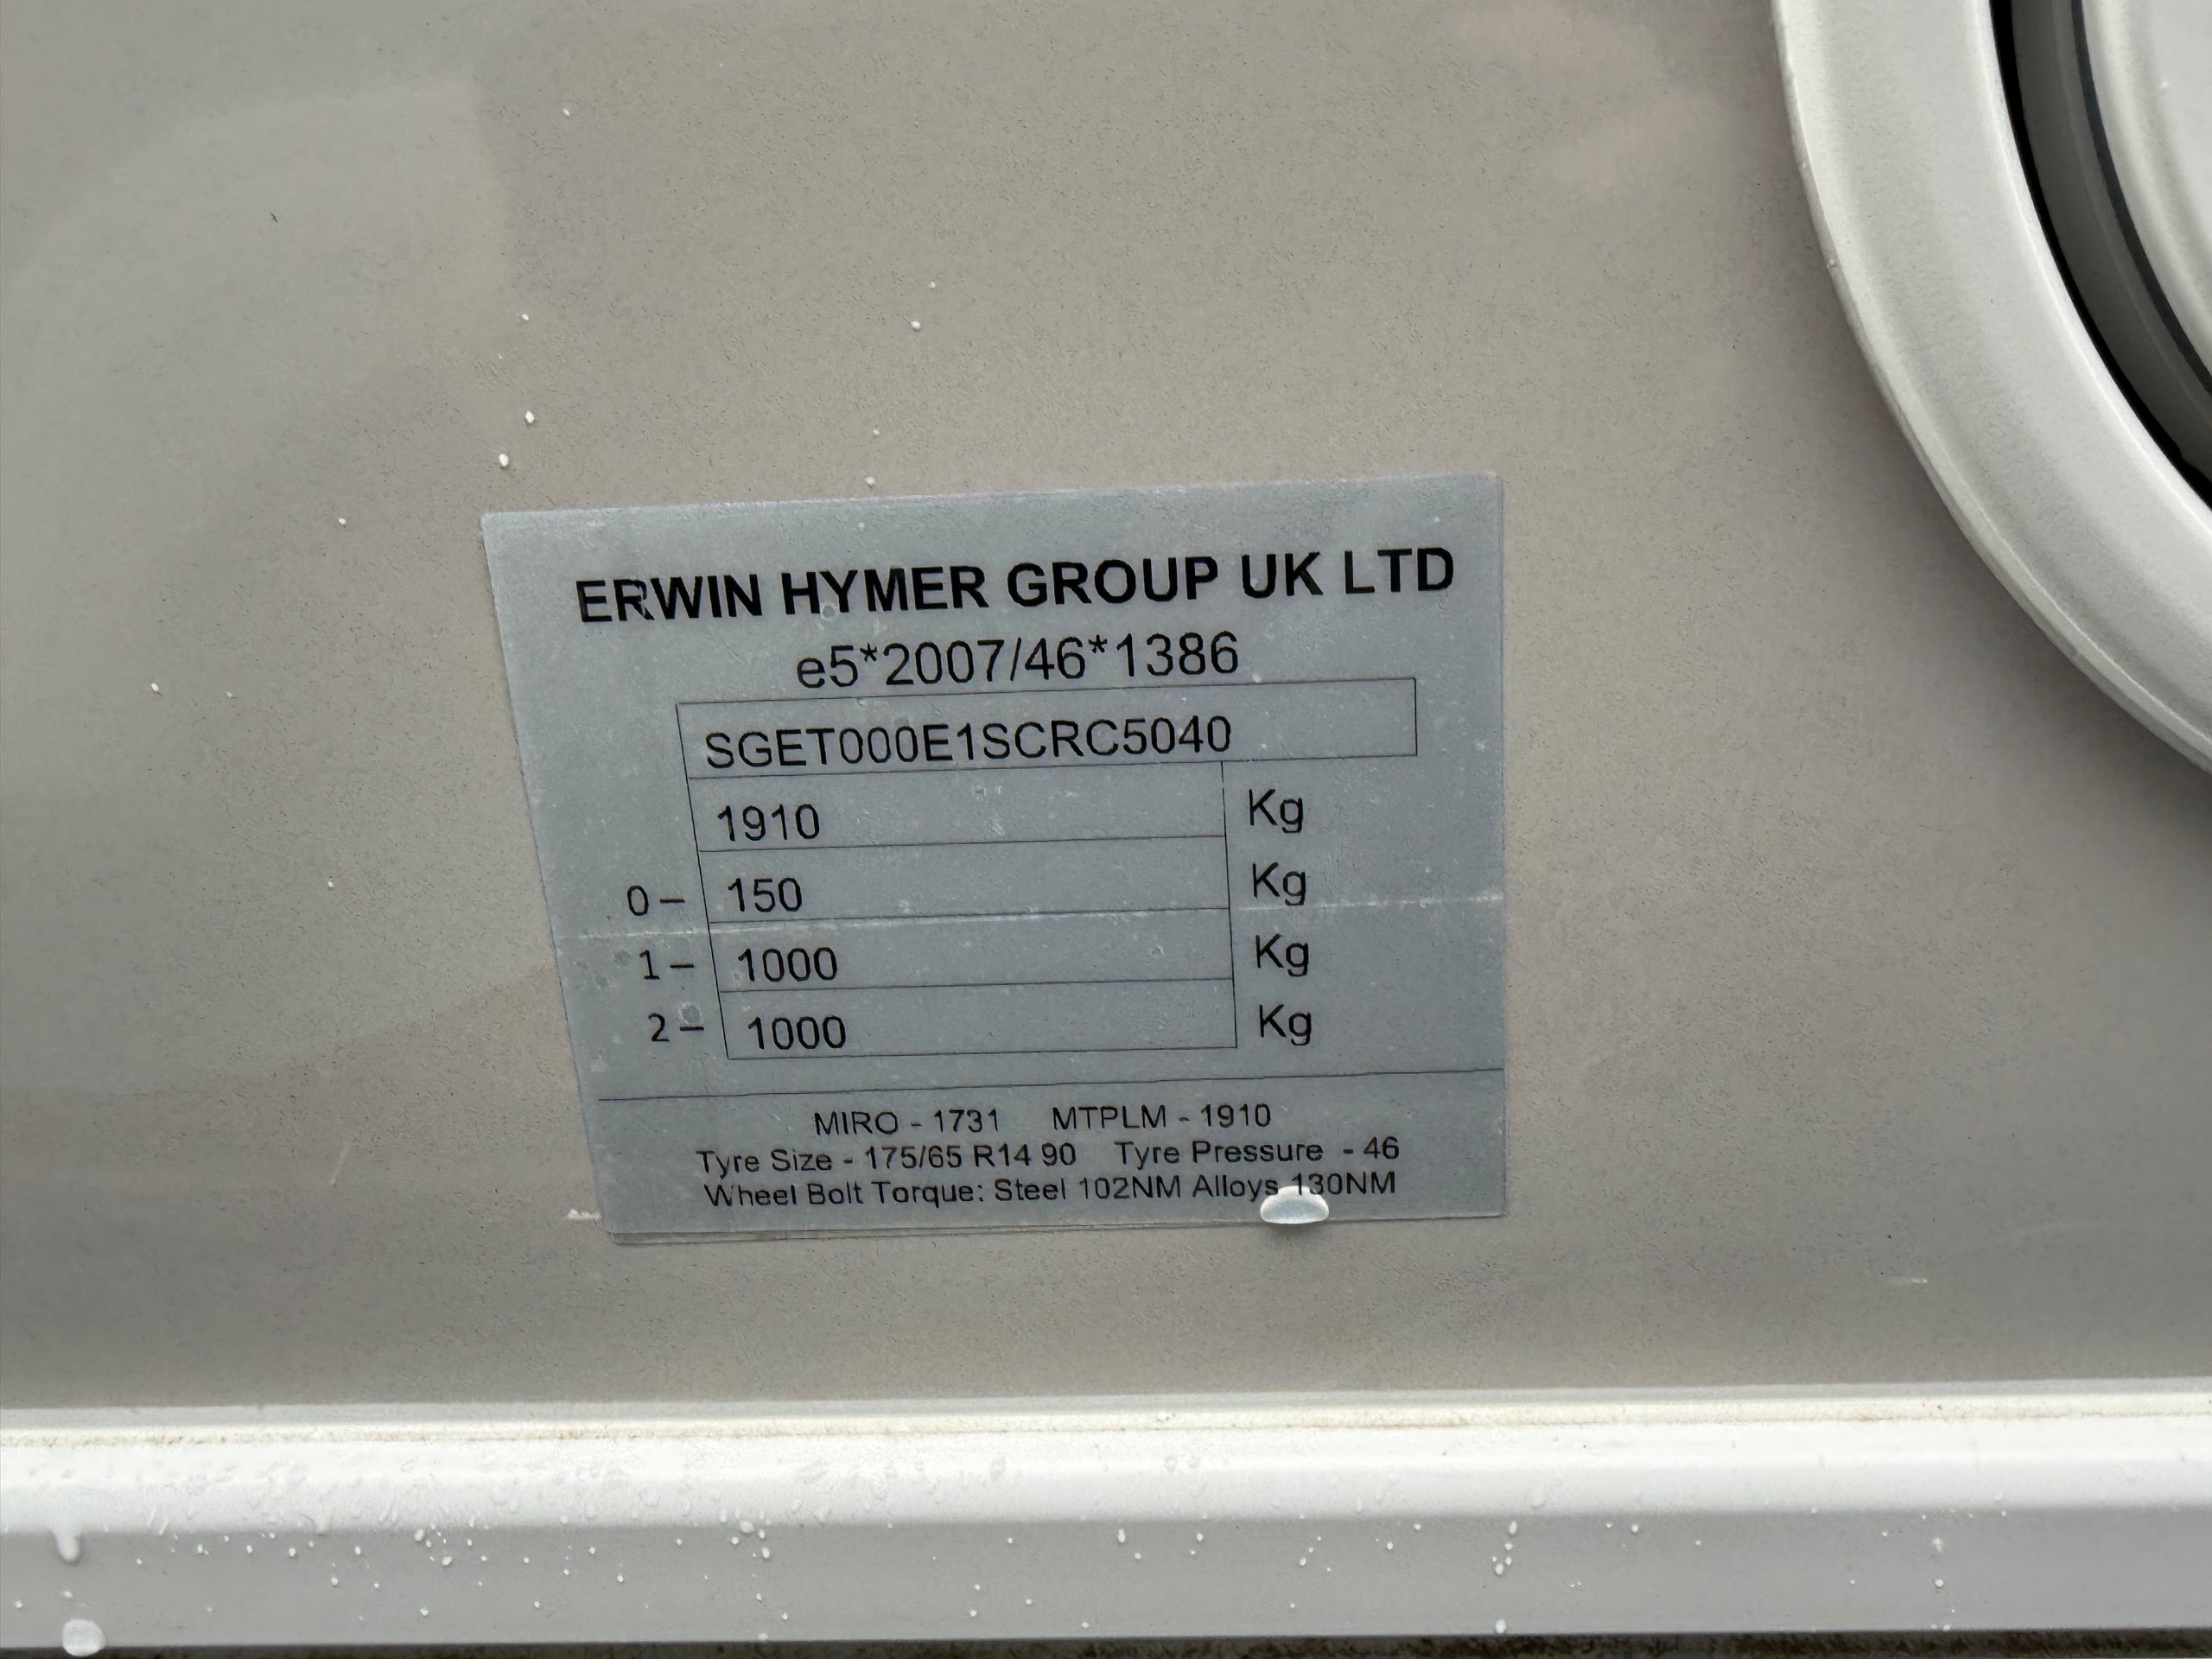 ERWIN HYMER GROUP UK LTD
e5*2007/46*1386
SGET000E1SCRC5040
1910 Kg
0 – 150 Kg
1 – 1000 Kg
2 – 1000 Kg
MIRO - 1731 MTPLM - 1910
Tyre Size - 175/65 R14 90 Tyre Pressure - 46
Wheel Bolt Torque: Steel 102NM Alloys 130NM